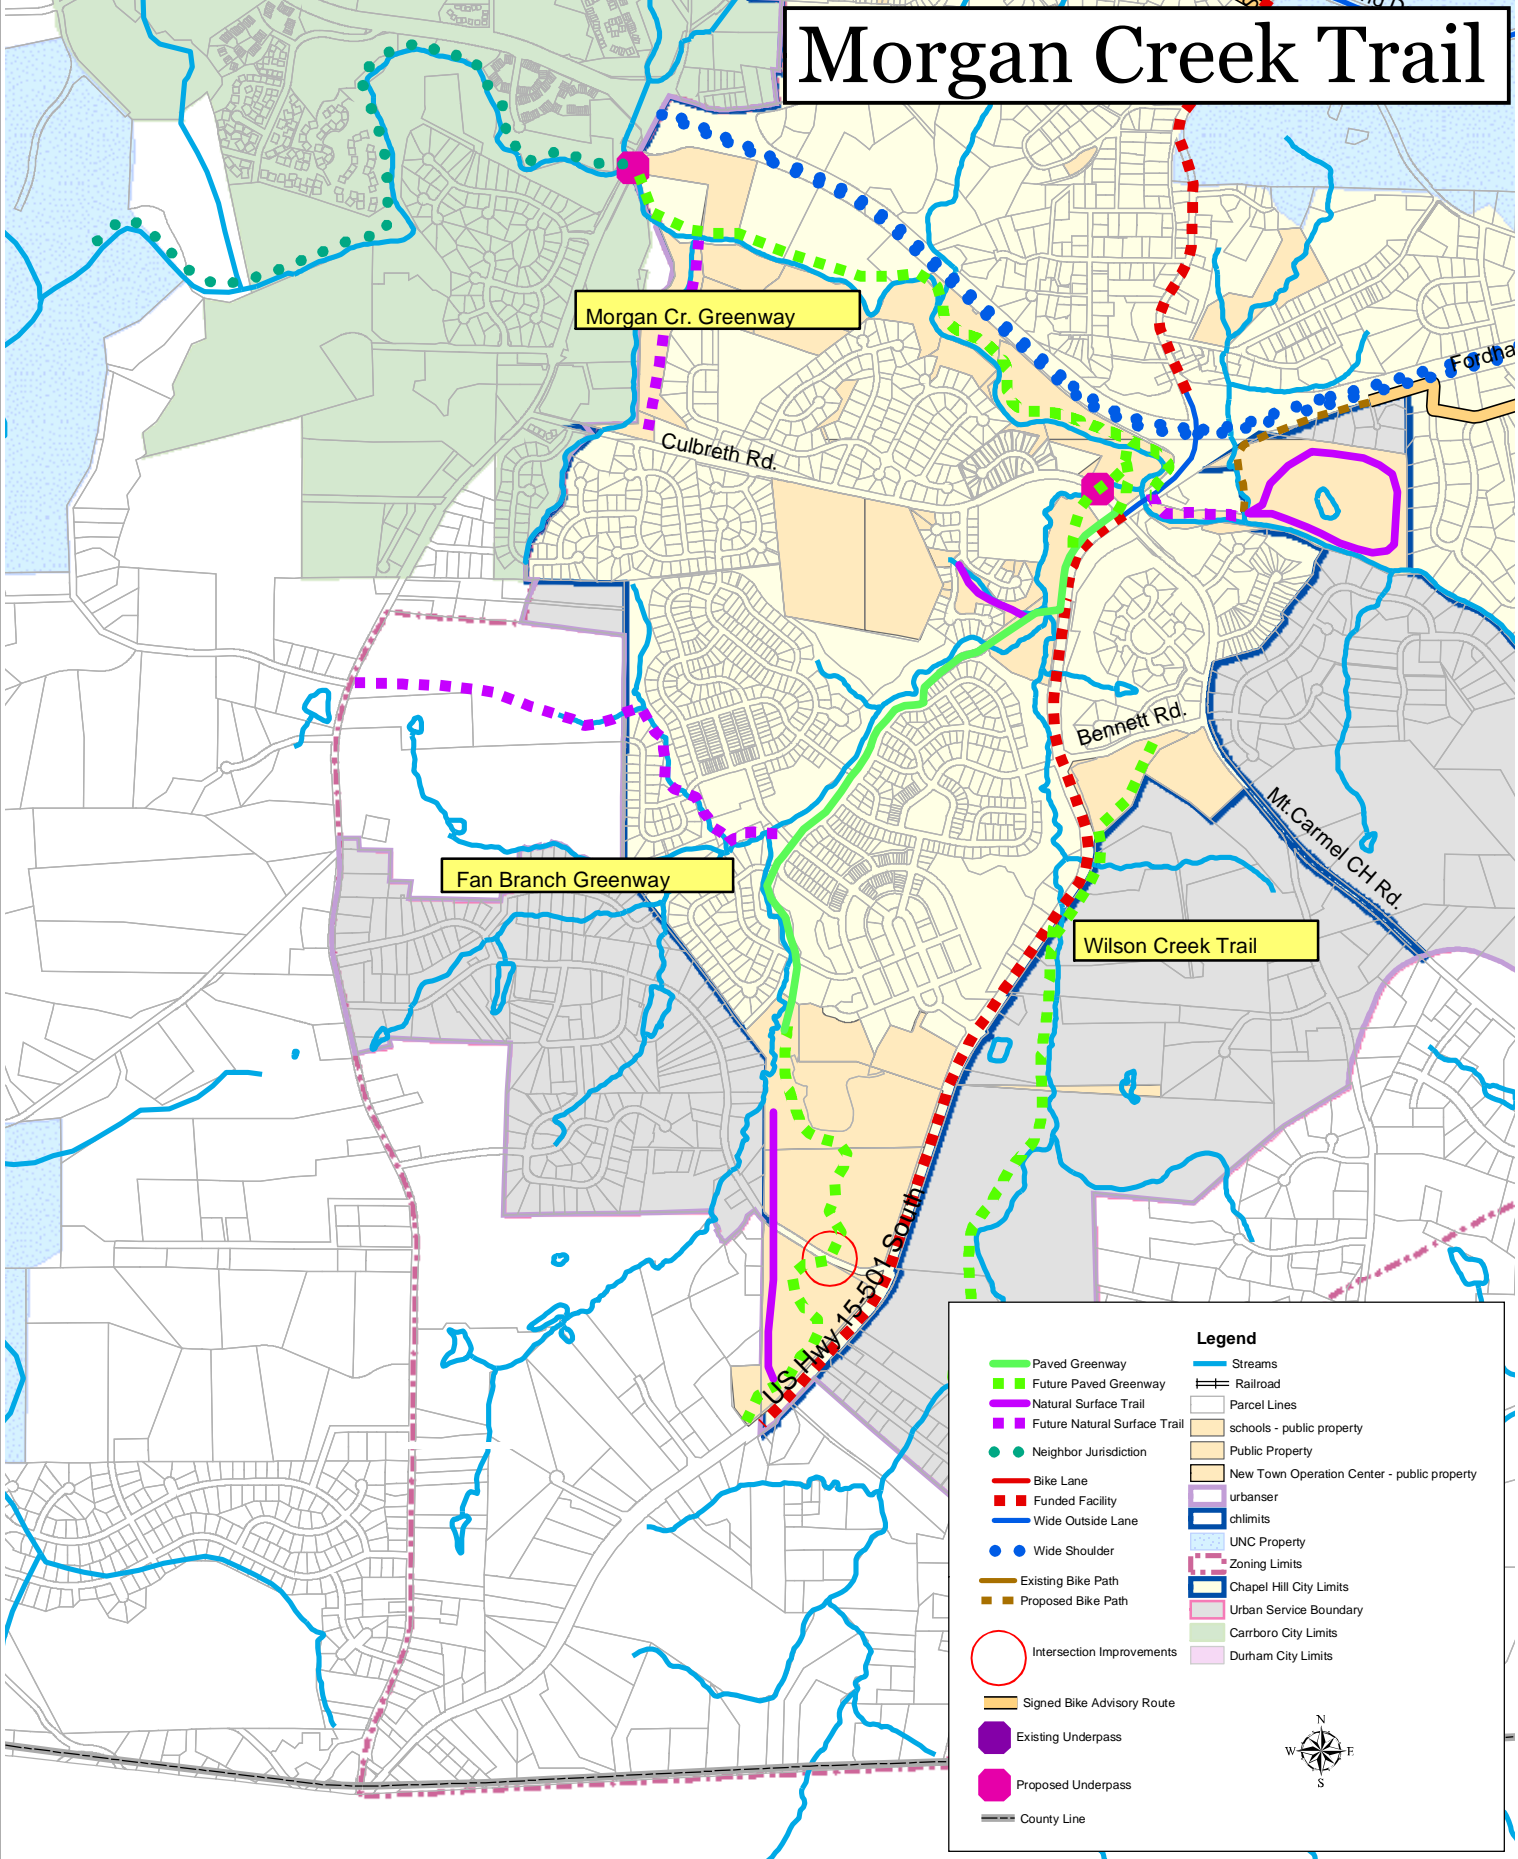 Morgan Creek Trail
Fordha
Morgan Cr. Greenway
Culbreth Rd.
Bennett Rd.
Mt.Carmel CH Rd.
Fan Branch Greenway
Wilson Creek Trail
US Hwy 15-501 South
Legend
Paved Greenway
Future Paved Greenway
Natural Surface Trail
Future Natural Surface Trail
Neighbor Jurisdiction
Bike Lane
Funded Facility
Wide Outside Lane
Wide Shoulder
Existing Bike Path
Proposed Bike Path
Intersection Improvements
Signed Bike Advisory Route
Existing Underpass
Proposed Underpass
County Line
Streams
Railroad
Parcel Lines
schools - public property
Public Property
New Town Operation Center - public property
urbanser
chlimits
UNC Property
Zoning Limits
Chapel Hill City Limits
Urban Service Boundary
Carrboro City Limits
Durham City Limits
N
W E
S